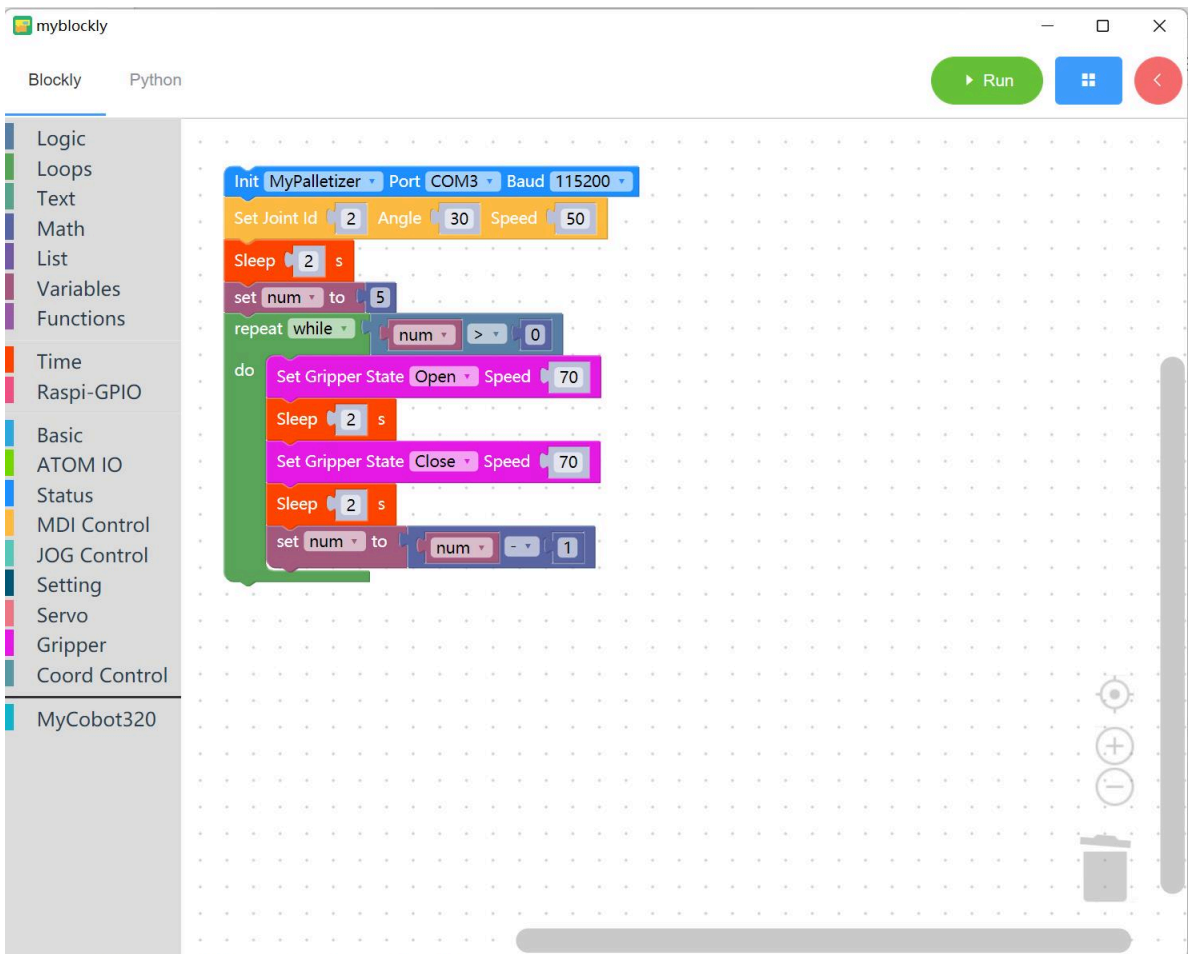 myblockly
Blockly Python Run
Logic
Loops
Text
Math
List
Variables
Functions
Time
Raspi-GPIO
Basic
ATOM IO
Status
MDI Control
JOG Control
Setting
Servo
Gripper
Coord Control
MyCobot320
Init MyPalletizer Port COM3 Baud 115200
Set Joint Id 2 Angle 30 Speed 50
Sleep 2 s
set num to 5
repeat while num > 0
do Set Gripper State Open Speed 70
Sleep 2 s
Set Gripper State Close Speed 70
Sleep 2 s
set num to num - 1